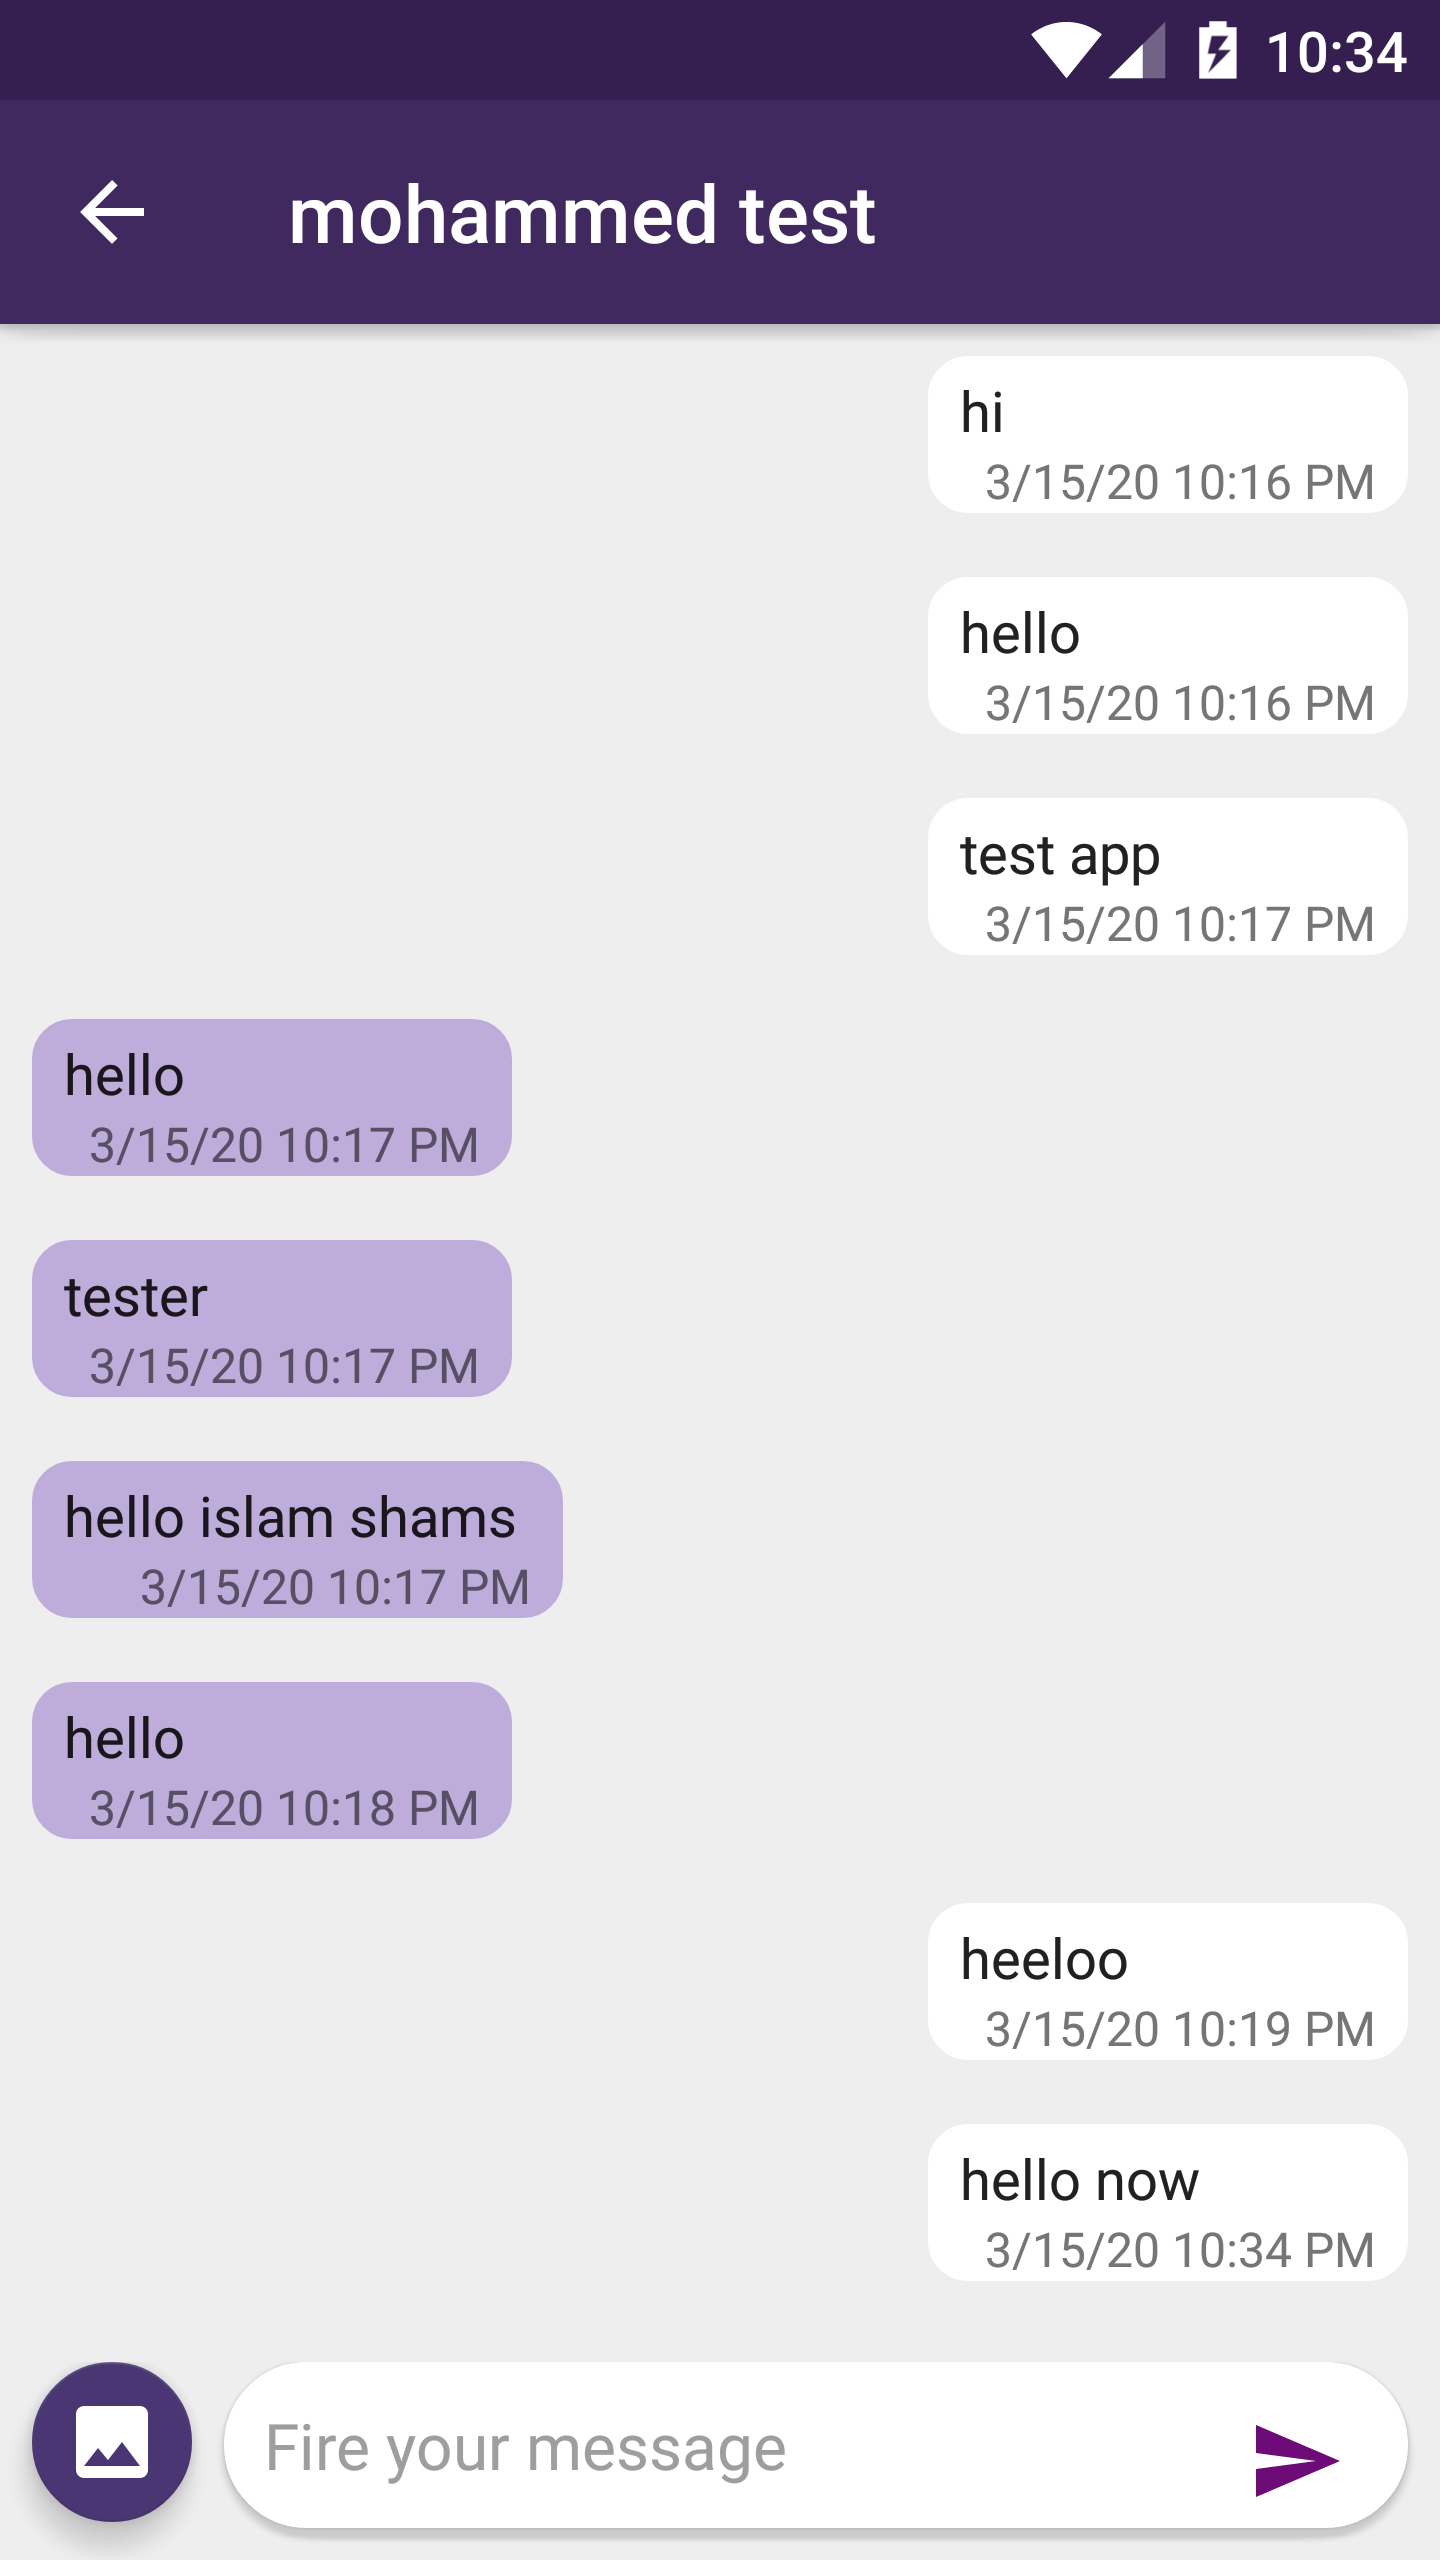 10:34
mohammed test
hi
3/15/20 10:16 PM
hello
3/15/20 10:16 PM
test app
3/15/20 10:17 PM
hello
3/15/20 10:17 PM
tester
3/15/20 10:17 PM
hello islam shams
3/15/20 10:17 PM
hello
3/15/20 10:18 PM
heeloo
3/15/20 10:19 PM
hello now
3/15/20 10:34 PM
Fire your message